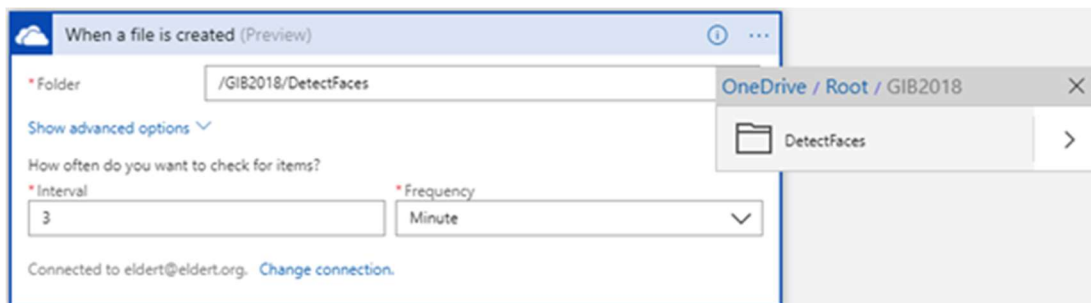 When a file is created (Preview)
* Folder
/GIB2018/DetectFaces
OneDrive / Root / GIB2018
DetectFaces
Show advanced options
How often do you want to check for items?
* Interval
* Frequency
3
Minute
Connected to eldert@eldert.org. Change connection.